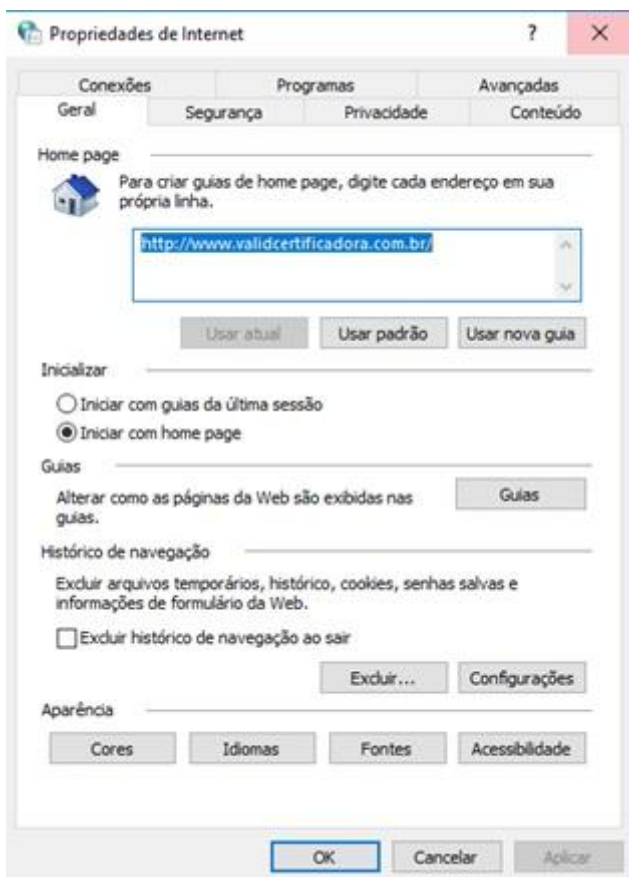 Propriedades de Internet
?
Conexões Programas Avançadas
Geral Segurança Privacidade Conteúdo
Home page
Para criar guias de home page, digite cada endereço em sua
própria linha.
http://www.validcertificadora.com.br/
Usar atual Usar padrão Usar nova guia
Inicializar
Iniciar com guias da última sessão
Iniciar com home page
Guias
Alterar como as páginas da Web são exibidas nas
guias.
Guias
Histórico de navegação
Excluir arquivos temporários, histórico, cookies, senhas salvas e
informações de formulário da Web.
Excluir histórico de navegação ao sair
Excluir... Configurações
Aparência
Cores Idiomas Fontes Acessibilidade
OK Cancelar Aplicar